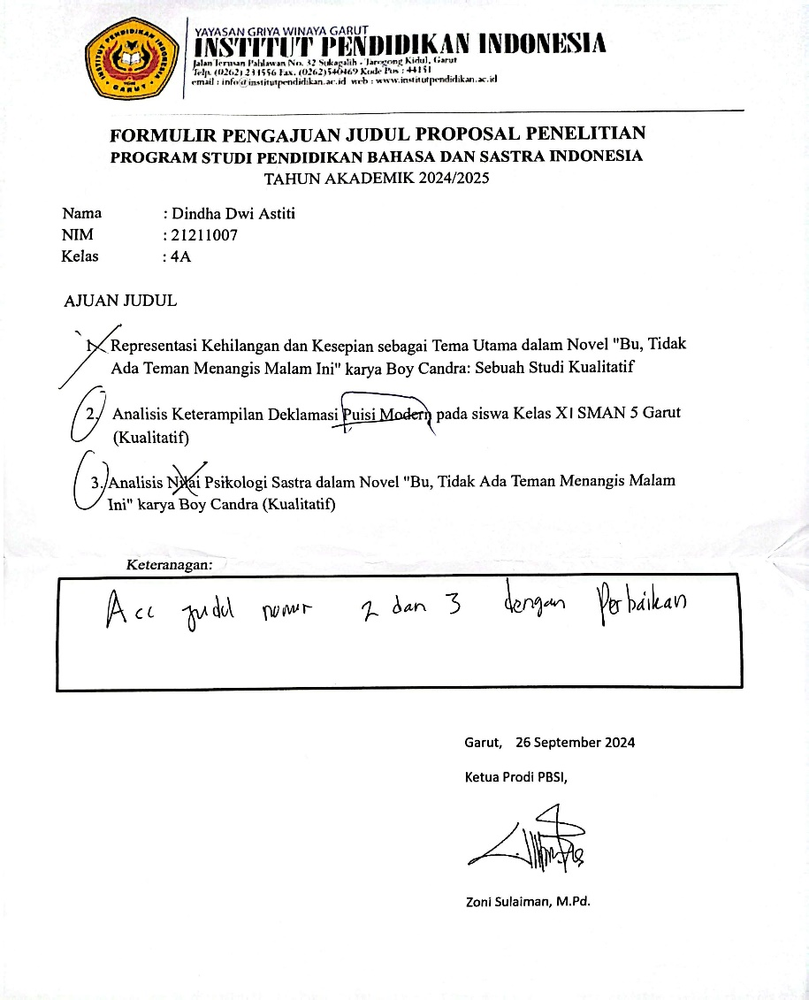 INSTITUT PENDIDIKAN INDONESIA
GARUT
YAYASAN GRIYA WINAYA GARUT
INSTITUT PENDIDIKAN INDONESIA
Jalan Terusan Pahlawan No. 32 Sukagalih - Tarogong Kidul, Garut
Telp. (0262) 233556 Fax. (0262)540469 Kode Pos : 44151
email : info@institutpendidikan.ac.id web : www.institutpendidikan.ac.id
FORMULIR PENGAJUAN JUDUL PROPOSAL PENELITIAN
PROGRAM STUDI PENDIDIKAN BAHASA DAN SASTRA INDONESIA
TAHUN AKADEMIK 2024/2025
Nama : Dindha Dwi Astiti
NIM : 21211007
Kelas : 4A
AJUAN JUDUL
1. Representasi Kehilangan dan Kesepian sebagai Tema Utama dalam Novel "Bu, Tidak
Ada Teman Menangis Malam Ini" karya Boy Candra: Sebuah Studi Kualitatif
2. Analisis Keterampilan Deklamasi Puisi Modern pada siswa Kelas XI SMAN 5 Garut
(Kualitatif)
3. Analisis Nilai Psikologi Sastra dalam Novel "Bu, Tidak Ada Teman Menangis Malam
Ini" karya Boy Candra (Kualitatif)
Keteranagan:
Acc judul nomor 2 dan 3 dengan Perbaikan
Garut, 26 September 2024
Ketua Prodi PBSI,
Zoni Sulaiman, M.Pd.